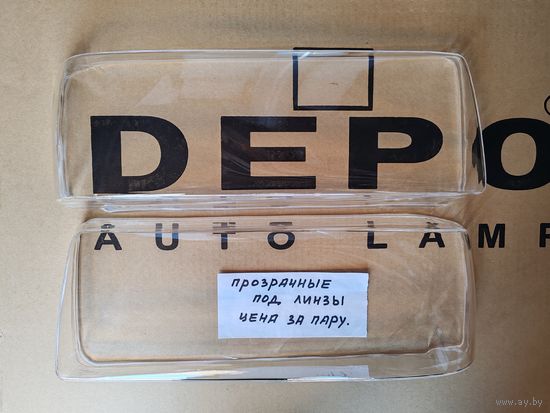 DEPO
AUTO LAMP
ПРОЗРАЧНЫЕ
ПОД ЛИНЗЫ
ЦЕНА ЗА ПАРУ.
www.ay.by